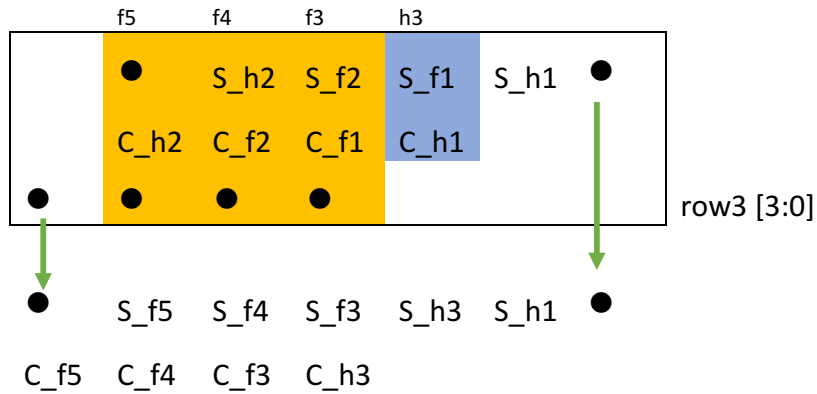 f5 f4 f3 h3
S_h2 S_f2 S_f1 S_h1
C_h2 C_f2 C_f1 C_h1
row3 [3:0]
S_f5 S_f4 S_f3 S_h3 S_h1
C_f5 C_f4 C_f3 C_h3